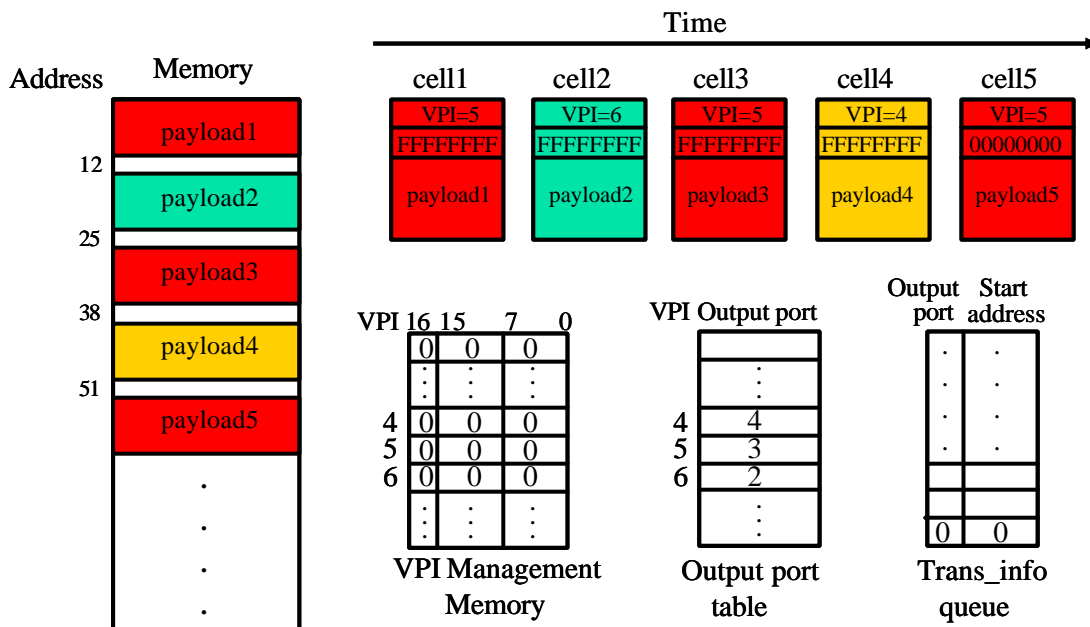 Time
Address
Memory
payload1
12
payload2
25
payload3
38
payload4
51
payload5
.
.
.
.
cell1 cell2 cell3 cell4 cell5
VPI=5 VPI=6 VPI=5 VPI=4 VPI=5
FFFFFFFF FFFFFFFF FFFFFFFF FFFFFFFF 00000000
payload1 payload2 payload3 payload4 payload5
VPI 16 15 7 0
0 0 0
: : :
4 0 0 0
5 0 0 0
6 0 0 0
: : :
VPI Management
Memory
VPI Output port
:
4 4
5 3
6 2
:
Output port
table
Output Start
port address
. .
. .
. .
. .
0 0
Trans_info
queue